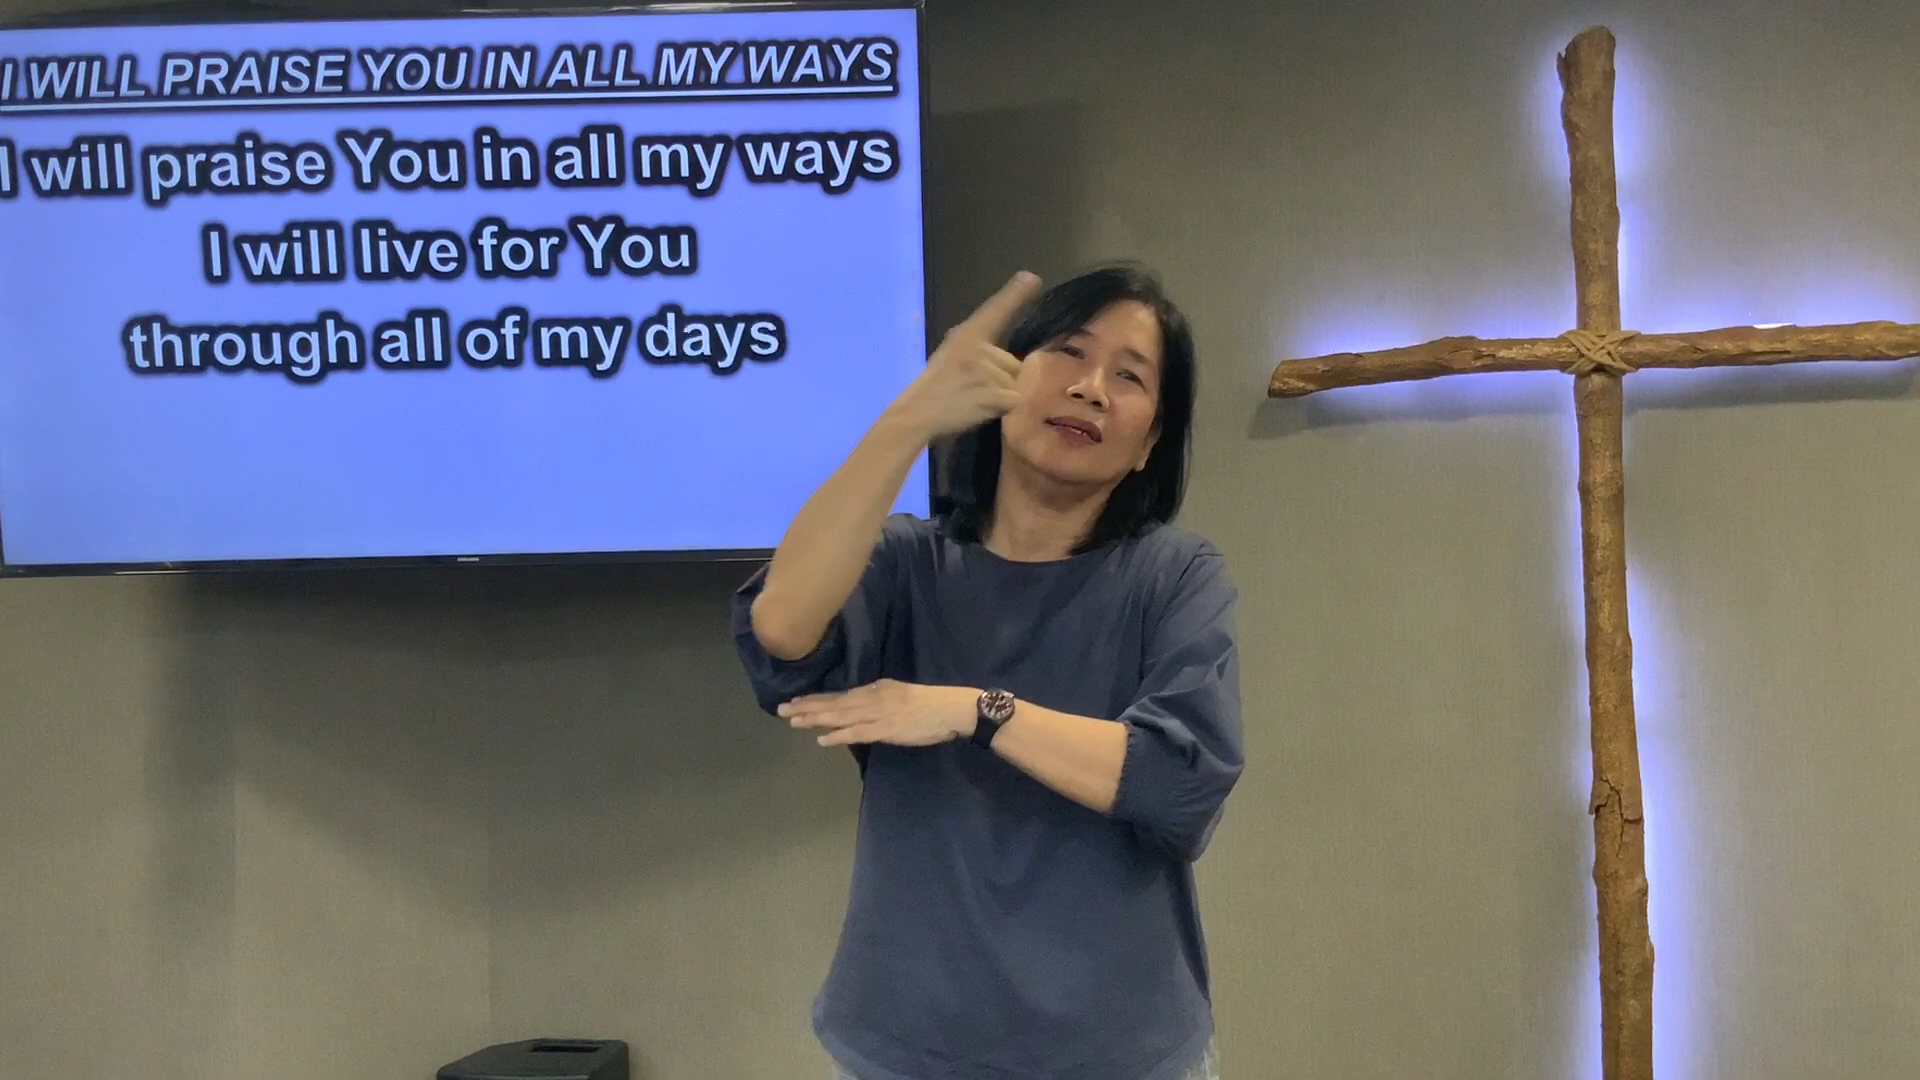 I WILL PRAISE YOU IN ALL MY WAYS
I will praise You in all my ways
I will live for You
through all of my days